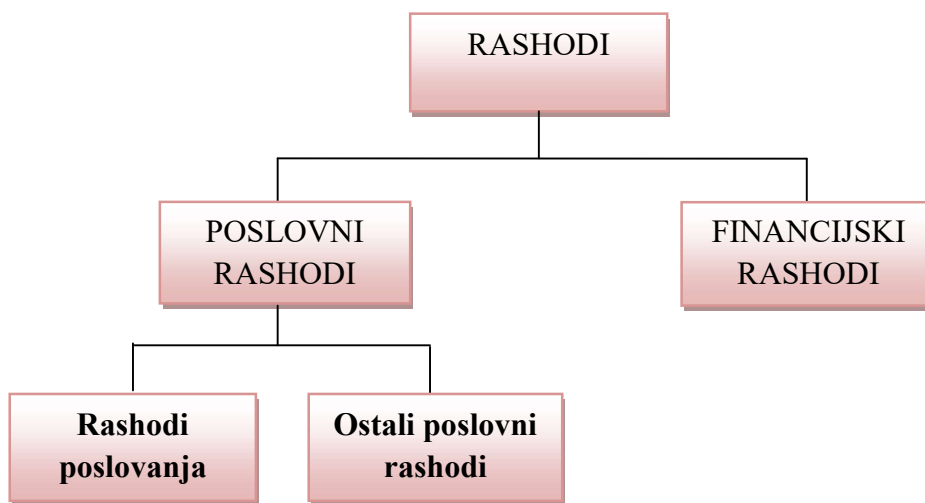 RASHODI
POSLOVNI
RASHODI
FINANCIJSKI
RASHODI
Rashodi
poslovanja
Ostali poslovni
rashodi